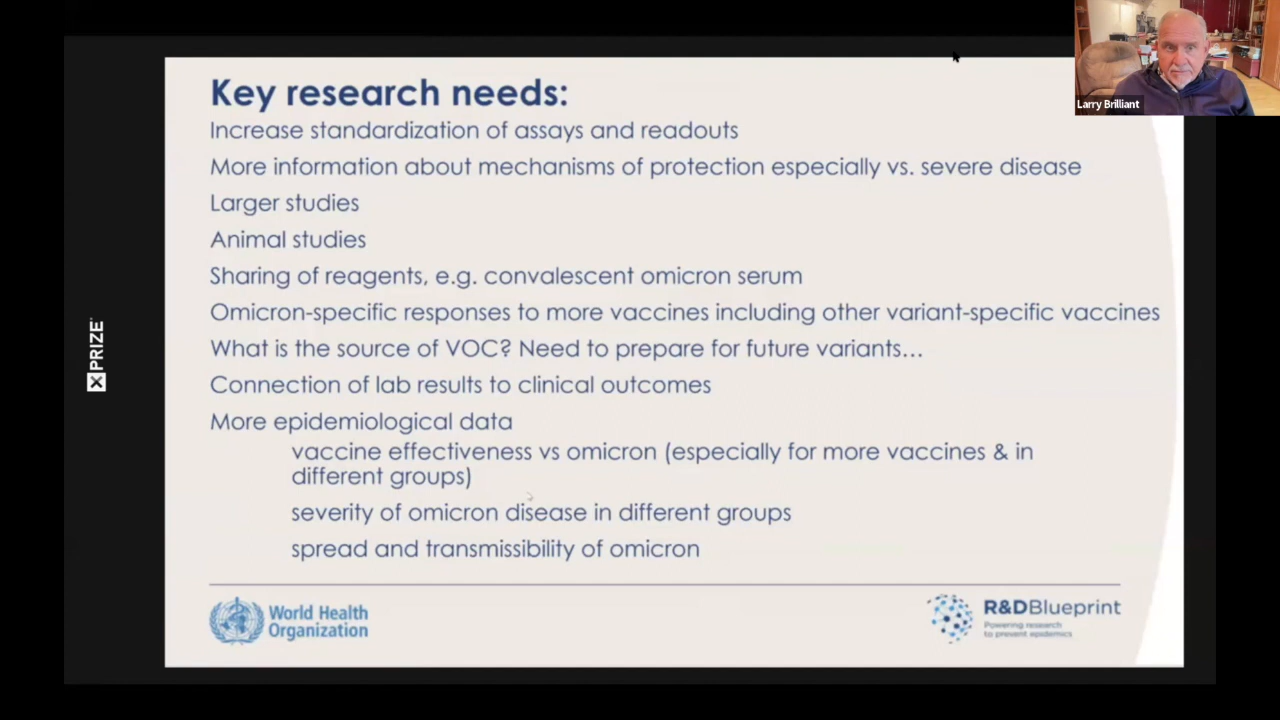 Key research needs:
Increase standardization of assays and readouts
More information about mechanisms of protection especially vs. severe disease
Larger studies
Animal studies
Sharing of reagents, e.g. convalescent omicron serum
Omicron-specific responses to more vaccines including other variant-specific vaccines
What is the source of VOC? Need to prepare for future variants…
Connection of lab results to clinical outcomes
More epidemiological data
vaccine effectiveness vs omicron (especially for more vaccines & in
different groups)
severity of omicron disease in different groups
spread and transmissibility of omicron
World Health
Organization
R&DBlueprint
Powering research
to prevent epidemics
XPRIZE
Larry Brilliant